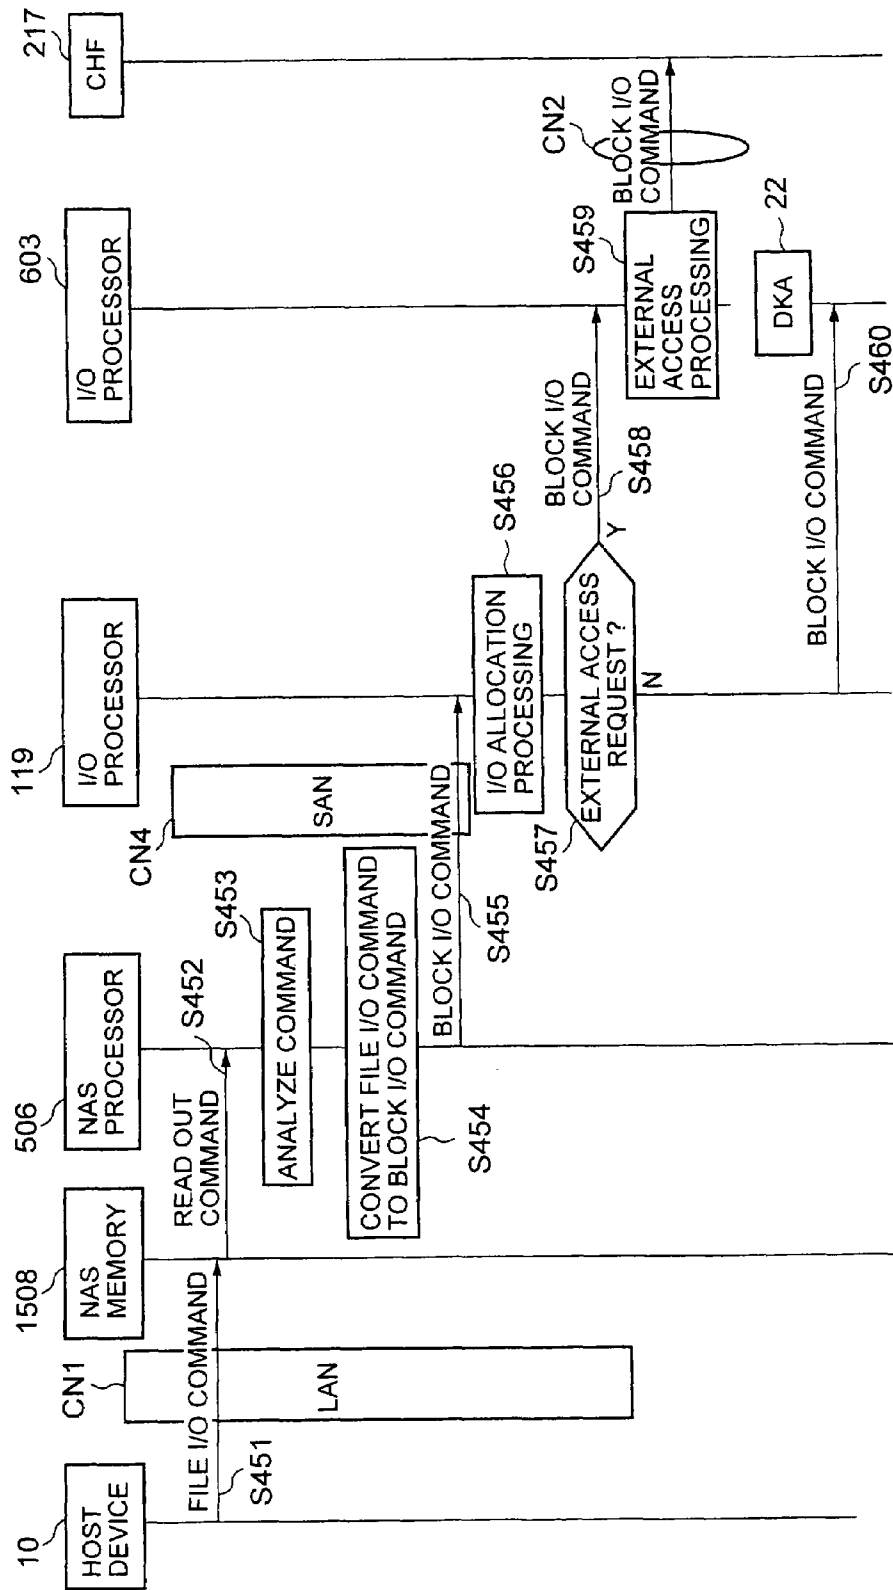 10
HOST
DEVICE
CN1
LAN
1508
NAS
MEMORY
506
NAS
PROCESSOR
CN4
SAN
119
I/O
PROCESSOR
603
I/O
PROCESSOR
217
CHF
FILE I/O COMMAND
S451
READ OUT
COMMAND
S452
ANALYZE COMMAND
S453
CONVERT FILE I/O COMMAND
TO BLOCK I/O COMMAND
S454
BLOCK I/O COMMAND
S455
I/O ALLOCATION
PROCESSING
S456
EXTERNAL ACCESS
REQUEST ?
S457
Y
N
BLOCK I/O
COMMAND
S458
EXTERNAL
ACCESS
PROCESSING
S459
BLOCK I/O
COMMAND
CN2
DKA
22
BLOCK I/O COMMAND
S460